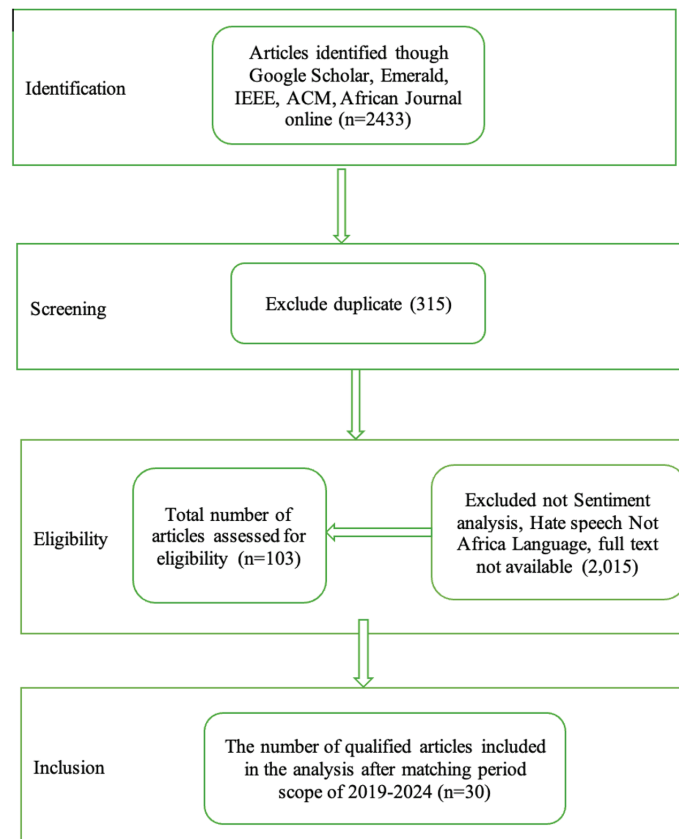 Identification
Articles identified though
Google Scholar, Emerald,
IEEE, ACM, African Journal
online (n=2433)
Screening
Exclude duplicate (315)
Eligibility
Total number of
articles assessed for
eligibility (n=103)
Excluded not Sentiment
analysis, Hate speech Not
Africa Language, full text
not available (2,015)
Inclusion
The number of qualified articles included
in the analysis after matching period
scope of 2019-2024 (n=30)